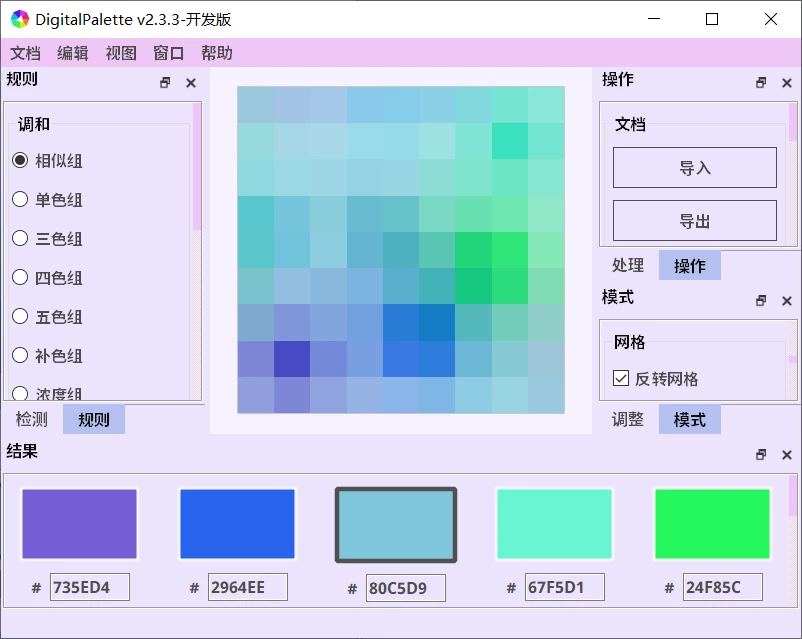 DigitalPalette v2.3.3-开发版
文档 编辑 视图 窗口 帮助
规则
调和
相似组
单色组
三色组
四色组
五色组
补色组
浓度组
检测 规则
操作
文档
导入
导出
处理 操作
模式
网格
反转网格
调整 模式
结果
# 735ED4
# 2964EE
# 80C5D9
# 67F5D1
# 24F85C